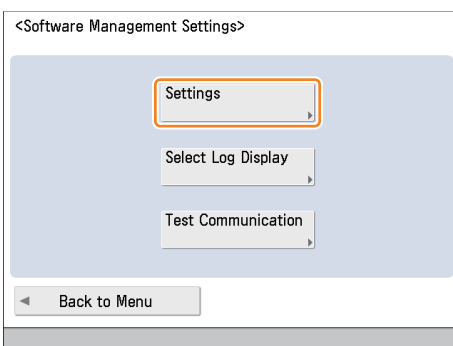 <Software Management Settings>
Settings
Select Log Display
Test Communication
Back to Menu